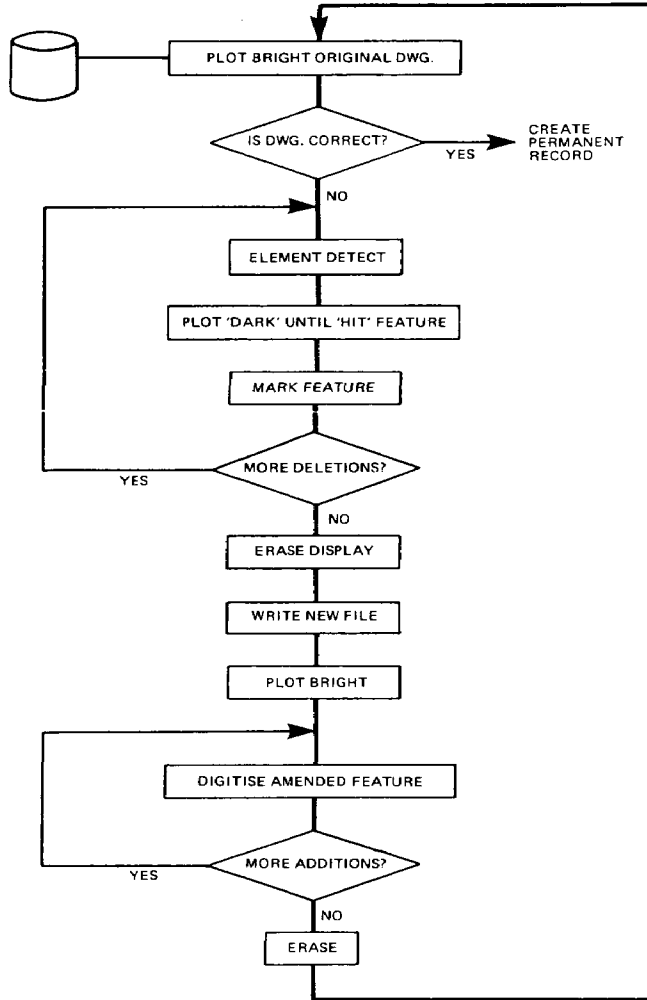 PLOT BRIGHT ORIGINAL DWG.
IS DWG. CORRECT?
YES
CREATE
PERMANENT
RECORD
NO
ELEMENT DETECT
PLOT 'DARK' UNTIL 'HIT' FEATURE
MARK FEATURE
MORE DELETIONS?
YES
NO
ERASE DISPLAY
WRITE NEW FILE
PLOT BRIGHT
DIGITISE AMENDED FEATURE
MORE ADDITIONS?
YES
NO
ERASE